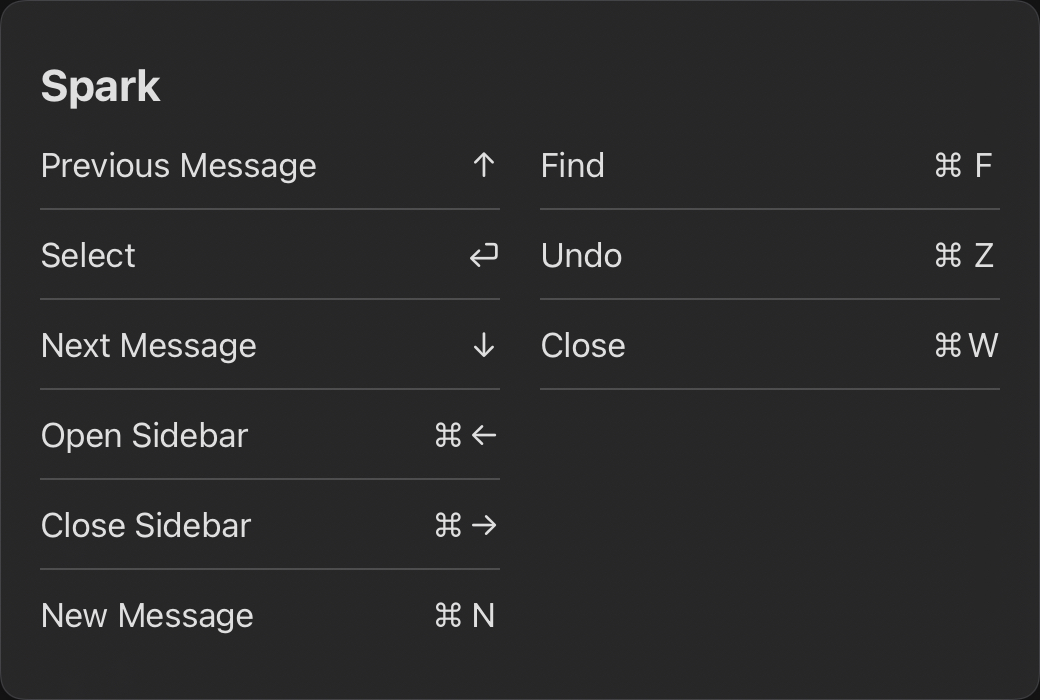 Spark
Previous Message ↑
Select ↩
Next Message ↓
Open Sidebar ⌘ ←
Close Sidebar ⌘ →
New Message ⌘ N
Find ⌘ F
Undo ⌘ Z
Close ⌘ W